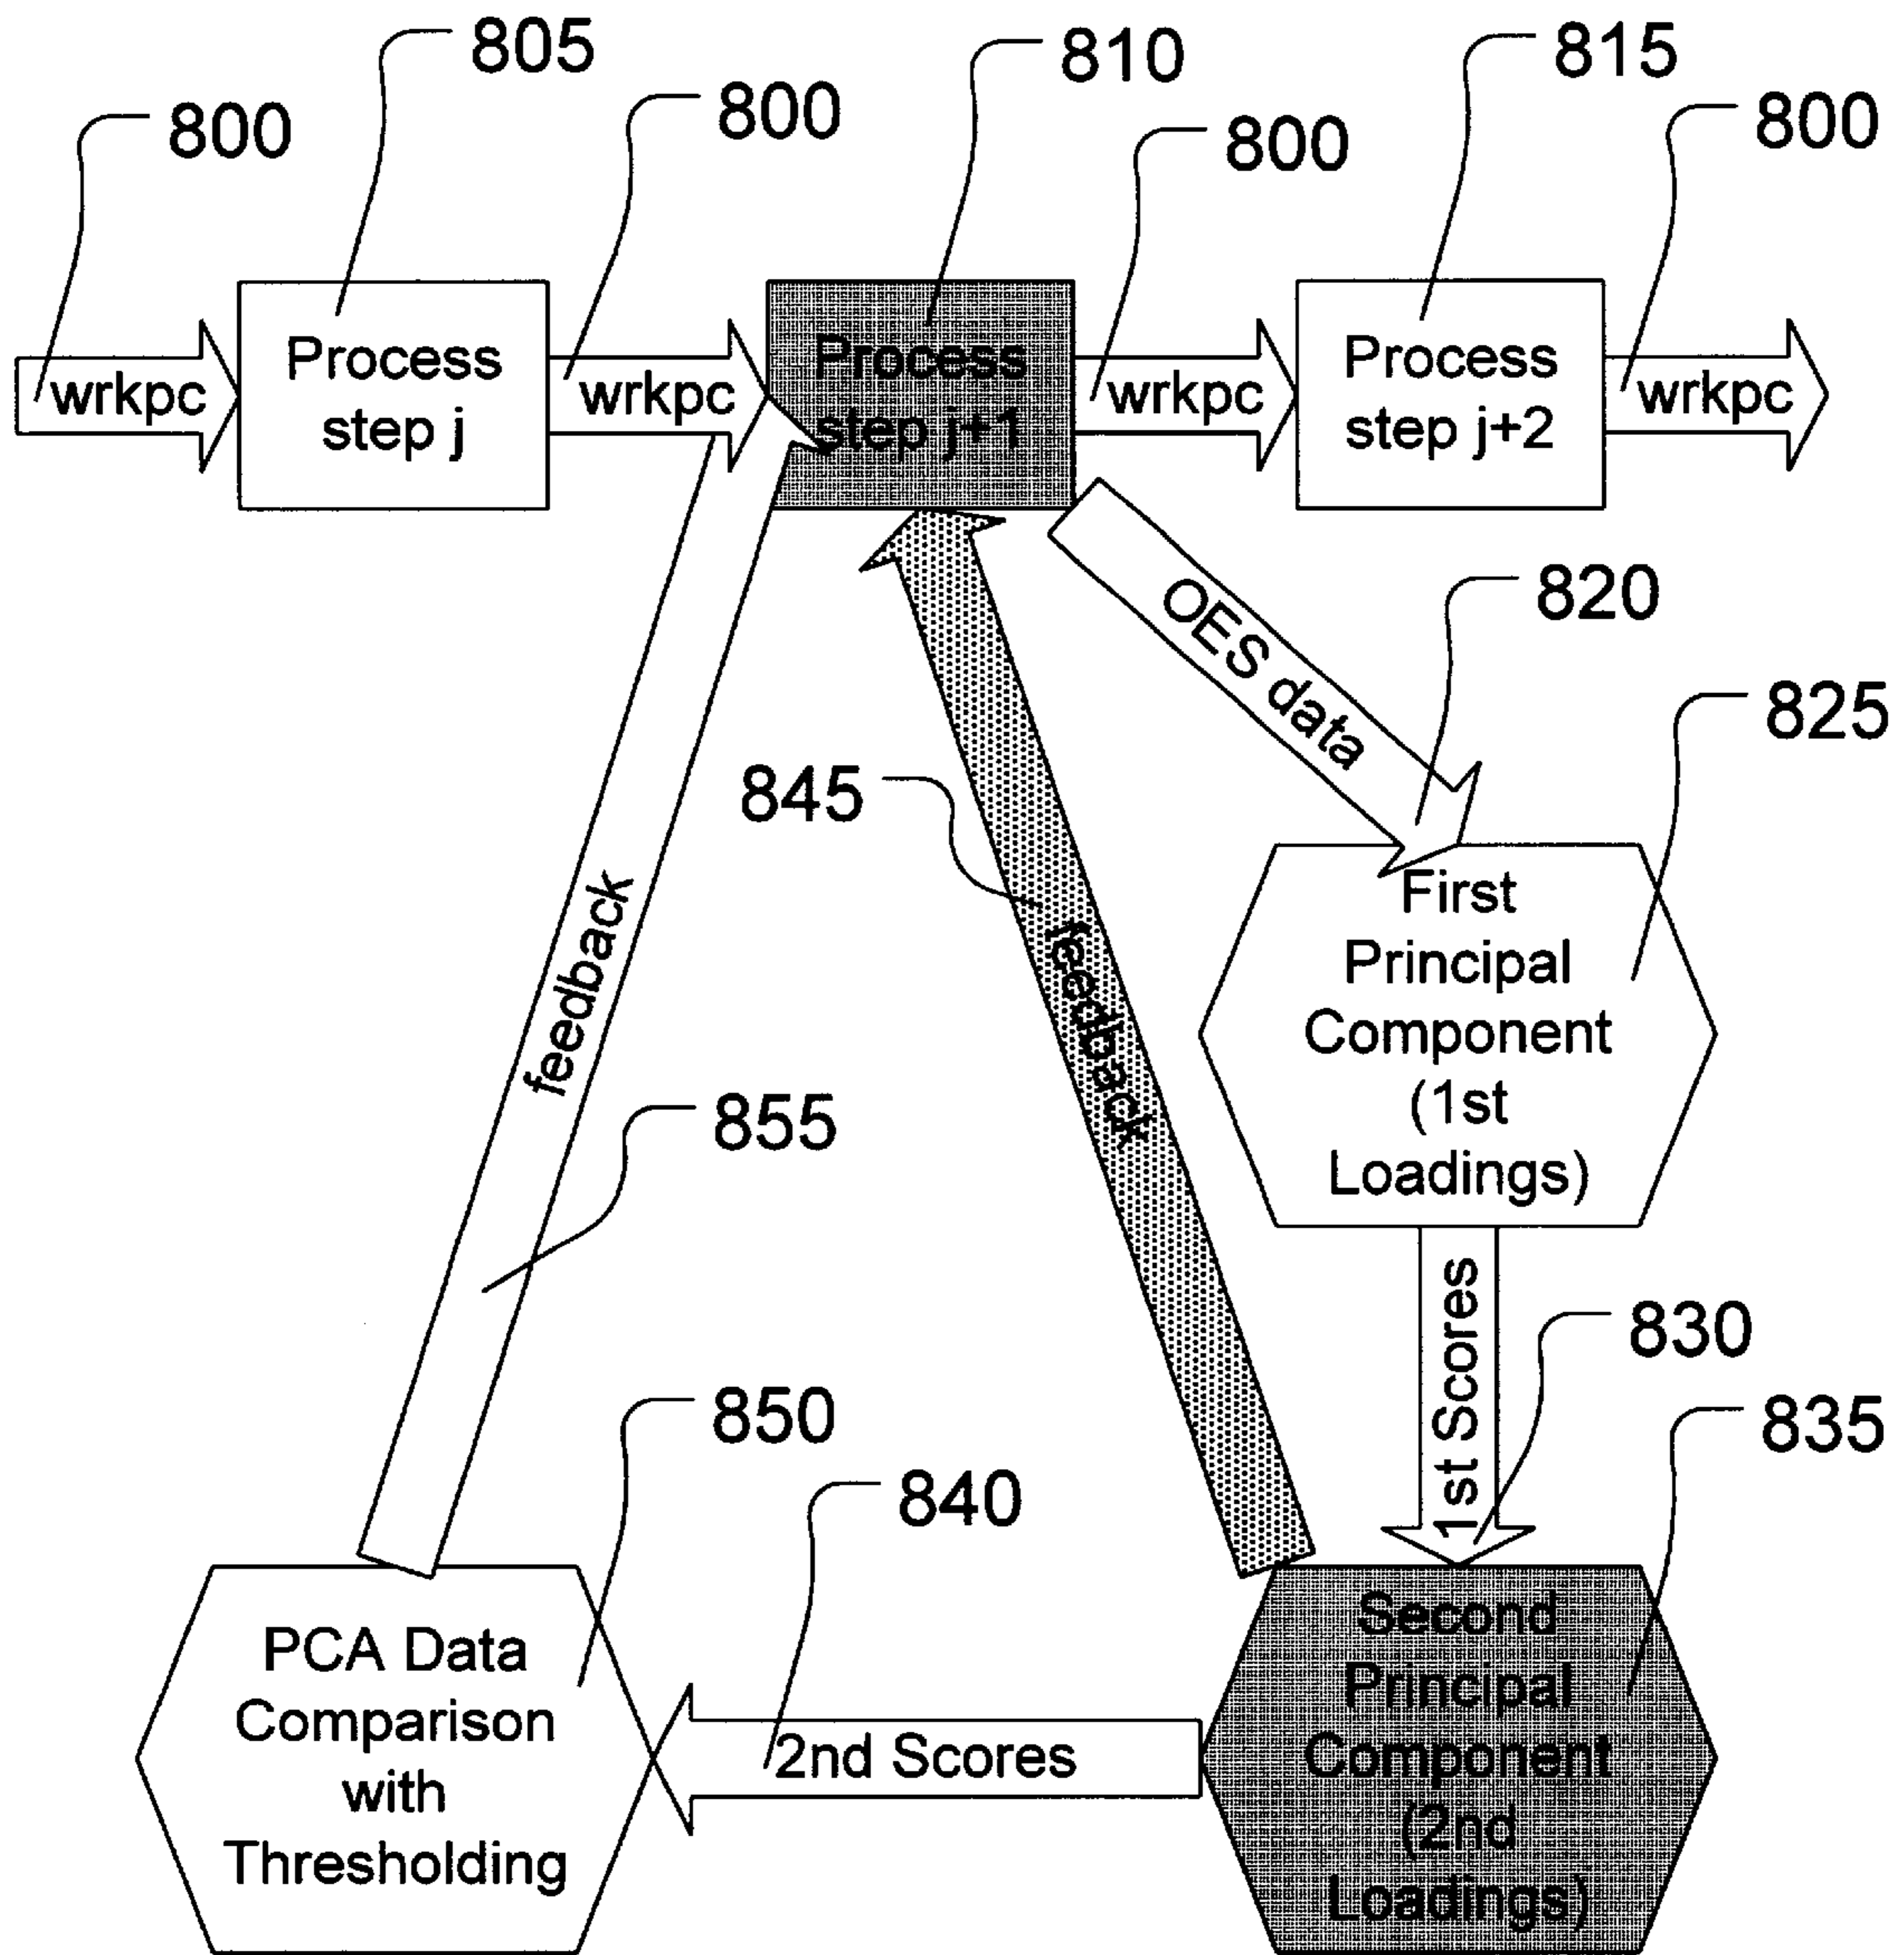 805
810
815
800
800
800
800
wrkpc
Process
step j
wrkpc
Process
step j+1
wrkpc
Process
step j+2
wrkpc
OES data
820
825
845
First
Principal
Component
(1st
Loadings)
feedback
feedback
855
1st Scores
830
835
850
840
PCA Data
Comparison
with
Thresholding
2nd Scores
Second
Principal
Component
(2nd
Loadings)